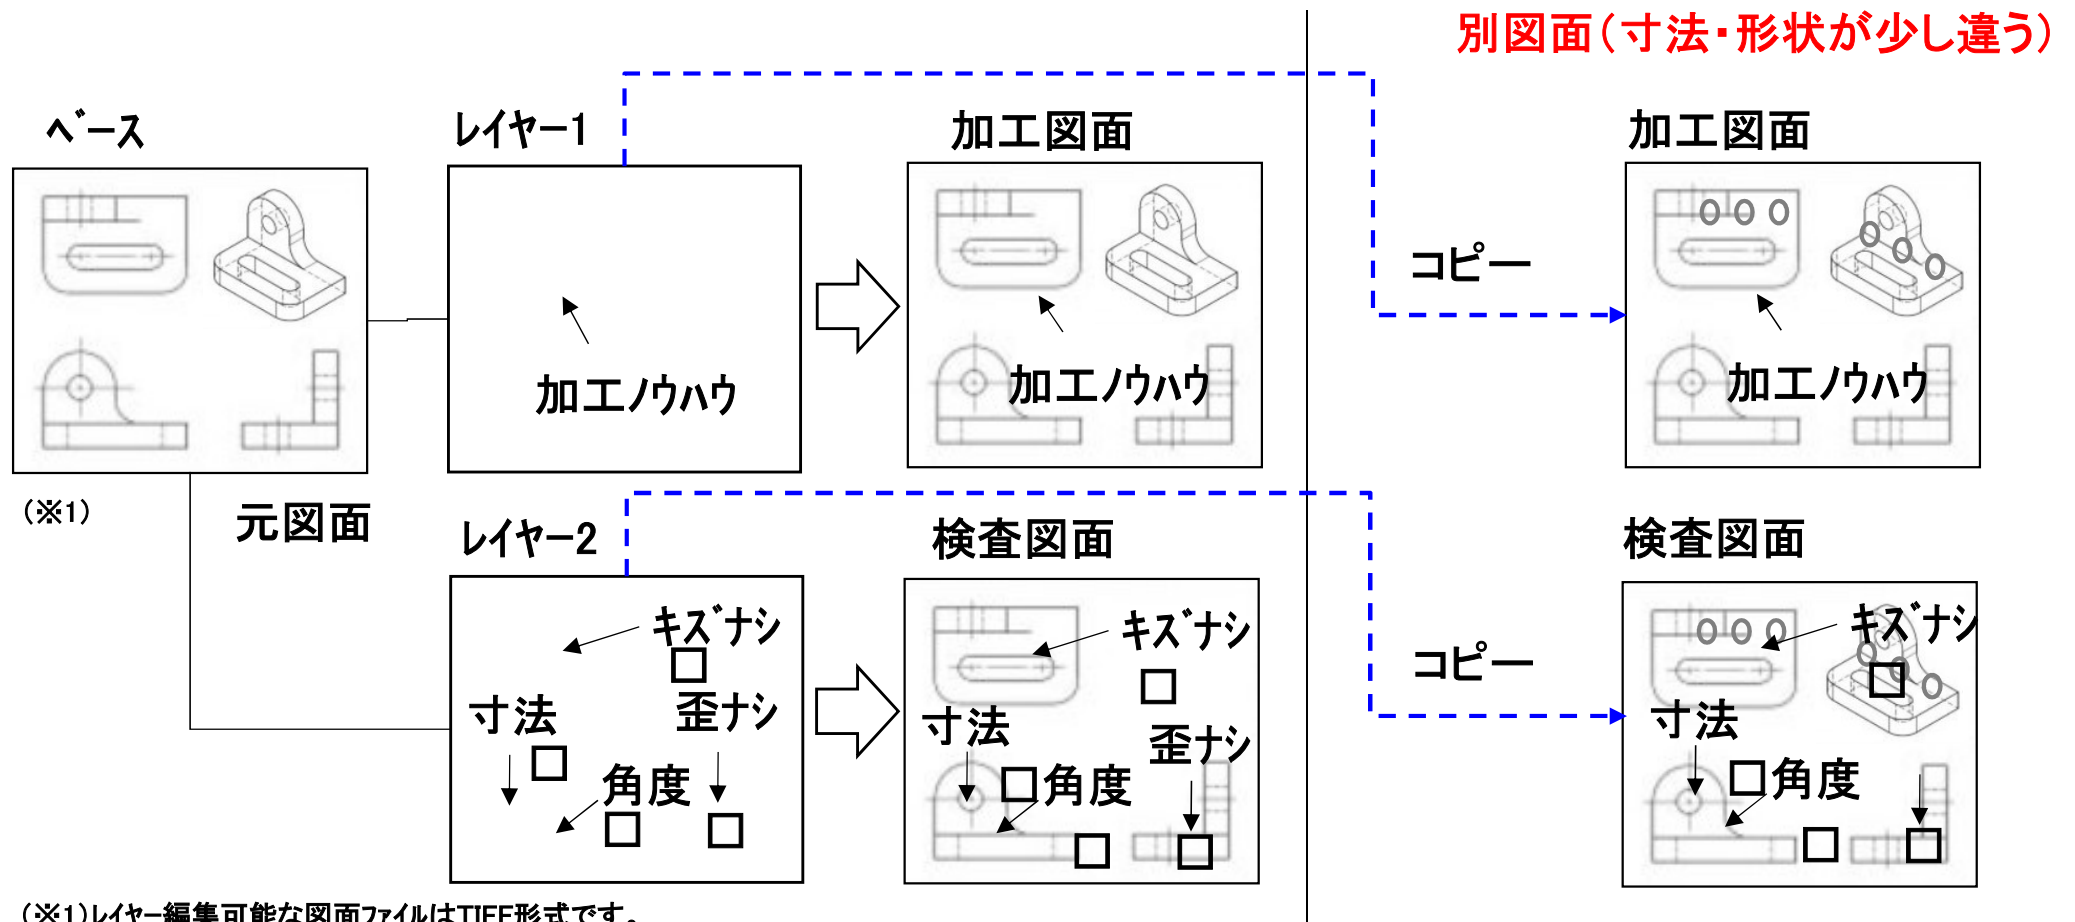 別図面（寸法・形状が少し違う）
ﾍﾞｰｽ
ﾚｲﾔｰ1
加工図面
加工図面
コピー
加工ﾉｳﾊｳ
加工ﾉｳﾊｳ
加工ﾉｳﾊｳ
（※1）
元図面
ﾚｲﾔｰ2
検査図面
検査図面
ｷｽﾞﾅｼ
ｷｽﾞﾅｼ
ｷｽﾞﾅｼ
コピー
寸法
歪ﾅｼ
寸法
歪ﾅｼ
寸法
角度
角度
角度
（※1）ﾚｲﾔｰ編集可能な図面ﾌｧｲﾙはTIFF形式です。